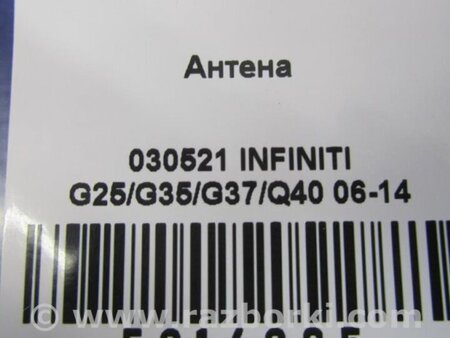 Антена
030521 INFINITI
G25/G35/G37/Q40 06-14
© www.razborki.com